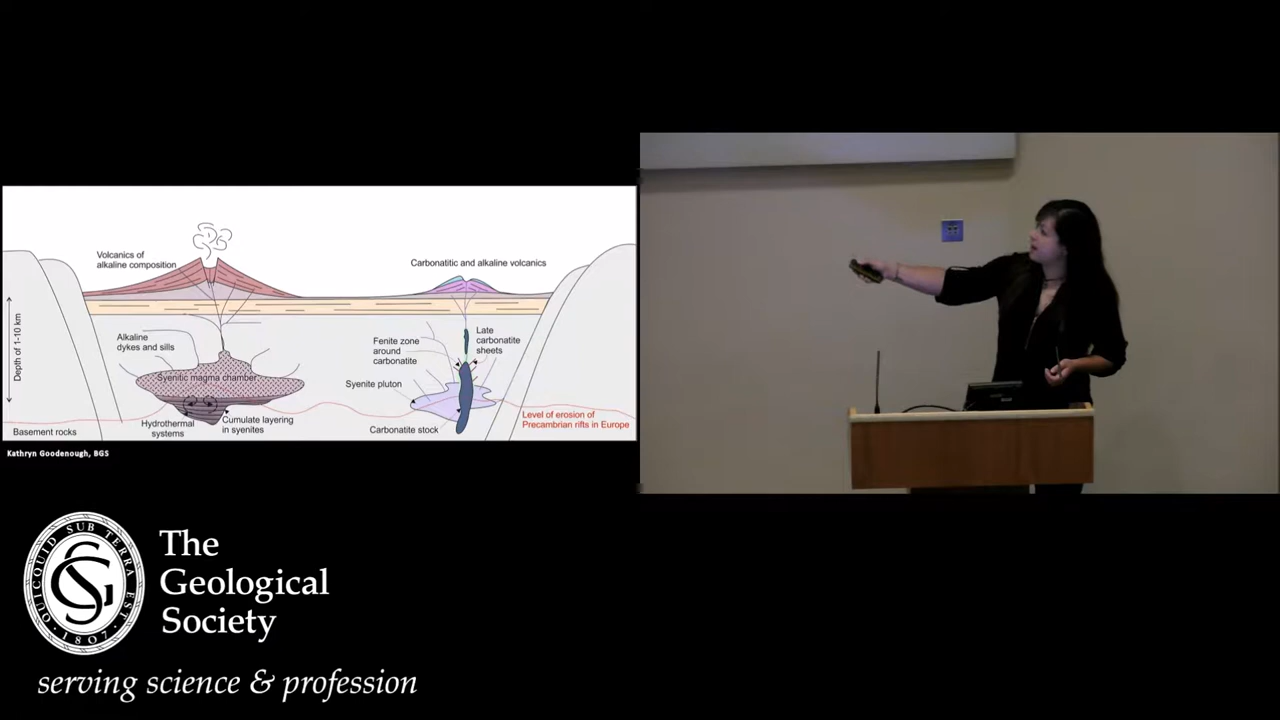 Volcanics of
alkaline composition
Carbonatitic and alkaline volcanics
Depth of 1-10 km
Alkaline
dykes and sills
Syenitic magma chamber
Fenite zone
around
carbonatite
Late
carbonatite
sheets
Syenite pluton
Hydrothermal
systems
Cumulate layering
in syenites
Carbonatite stock
Level of erosion of
Precambrian rifts in Europe
Basement rocks
Kathryn Goodenough, BGS
QUICQUID SUB TERRA EST
1807
The
Geological
Society
serving science & profession